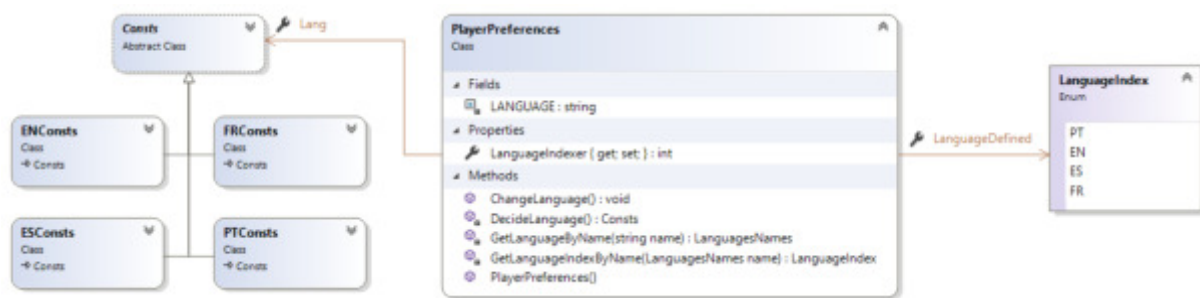 Consts
Abstract Class
Lang
ENConsts
Class
Consts
FRConsts
Class
Consts
ESConsts
Class
Consts
PTConsts
Class
Consts
PlayerPreferences
Class
Fields
LANGUAGE : string
Properties
LanguageIndexer { get; set; } : int
Methods
ChangeLanguage() : void
DecideLanguage() : Consts
GetLanguageByName(string name) : LanguagesNames
GetLanguageIndexByName(LanguagesNames name) : LanguageIndex
PlayerPreferences()
LanguageDefined
LanguageIndex
Enum
PT
EN
ES
FR